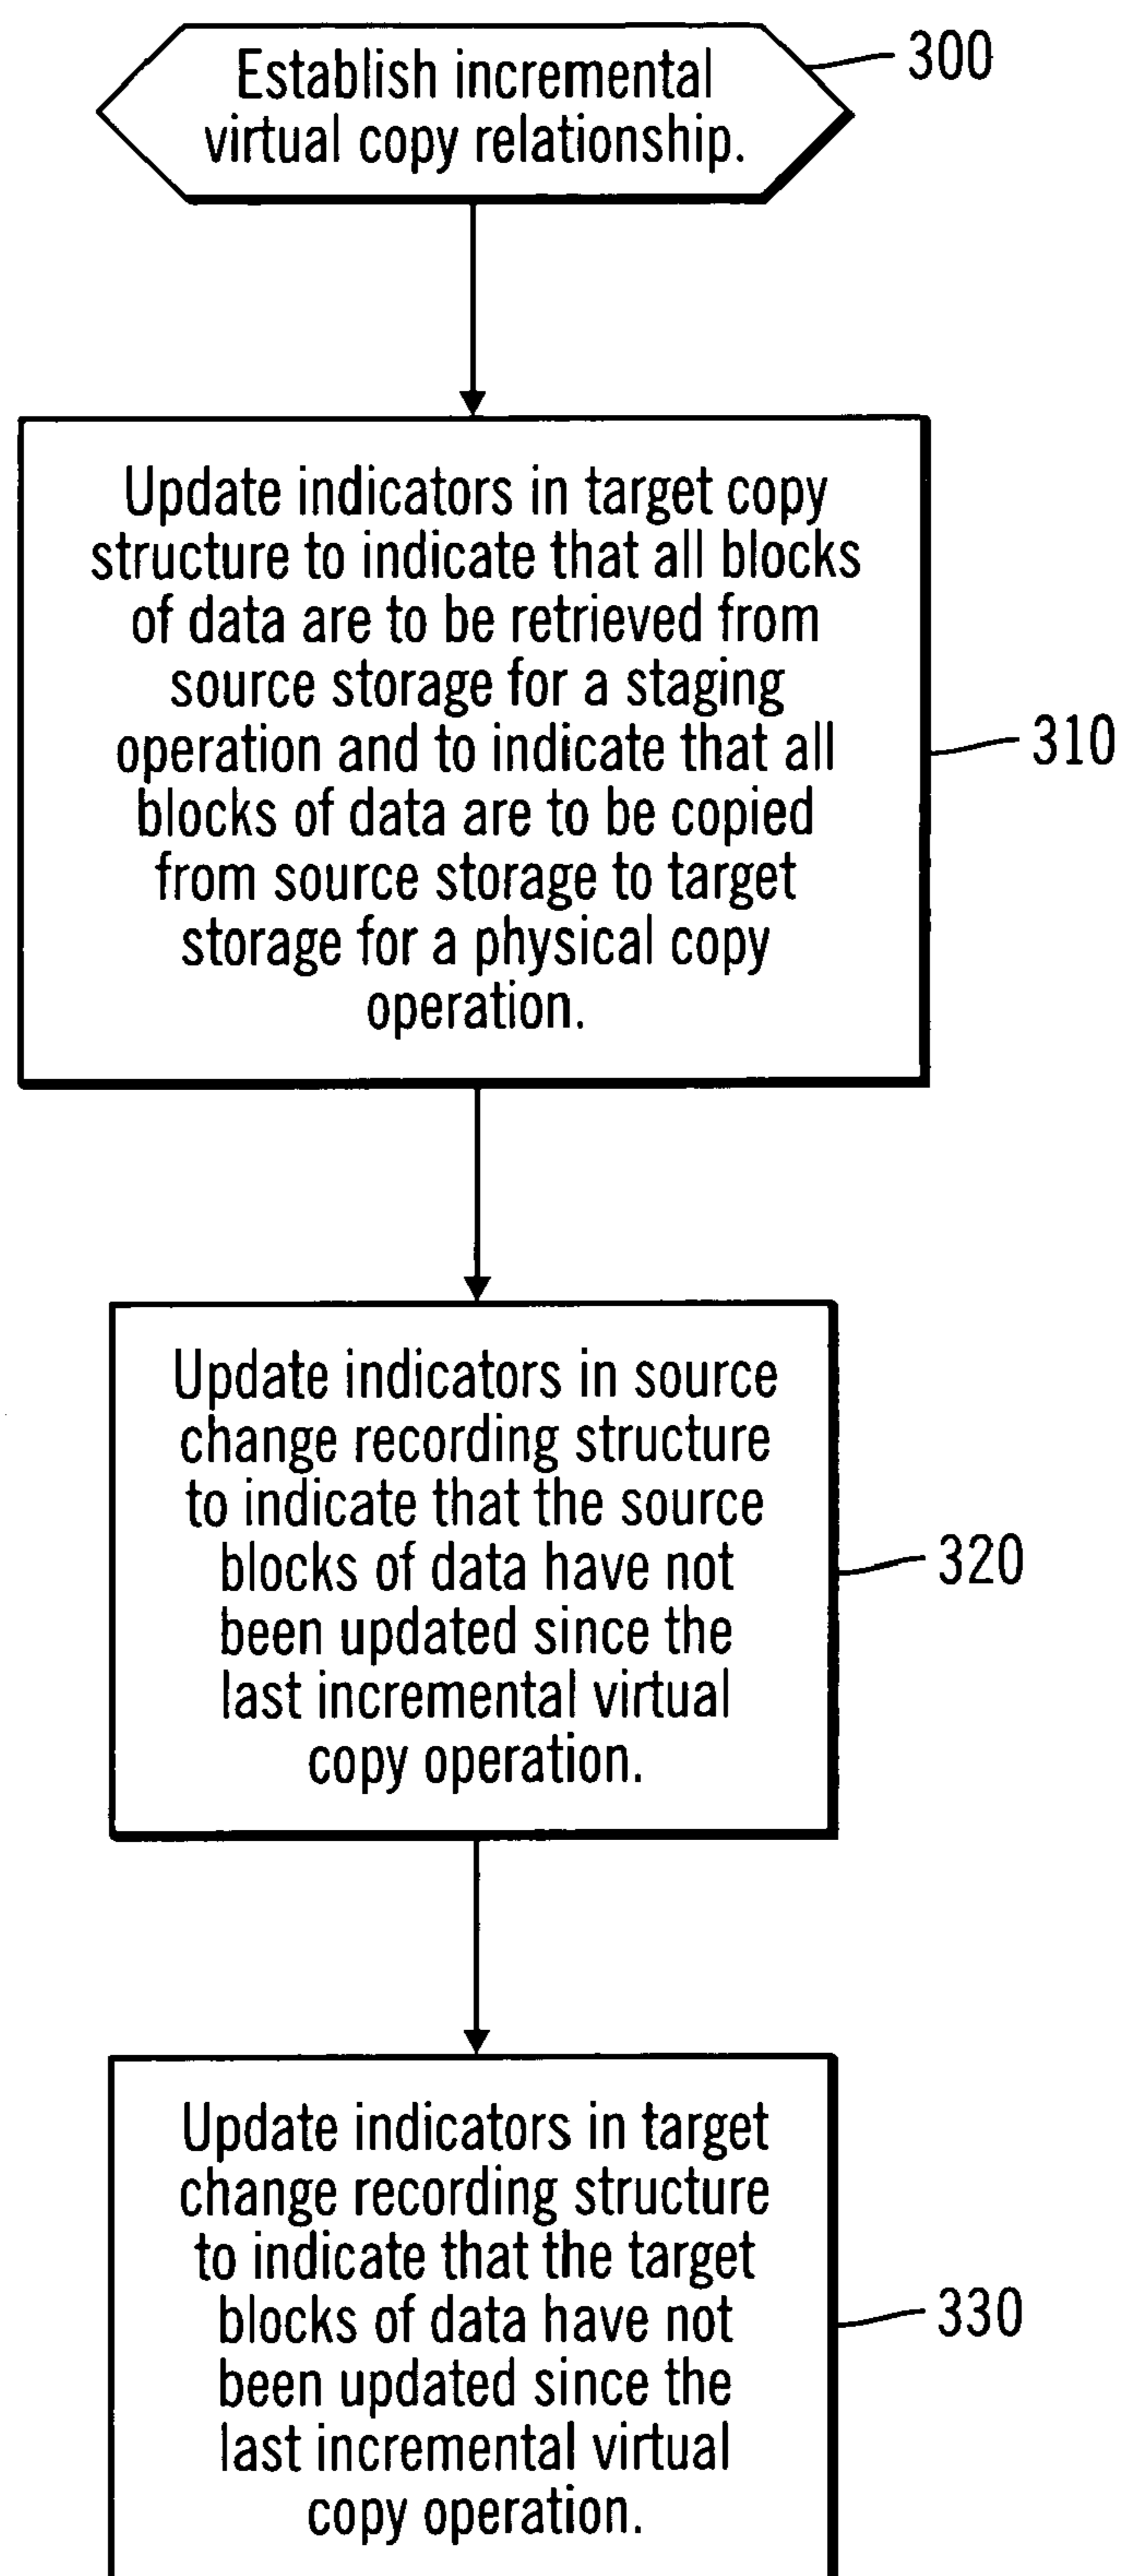 Establish incremental
virtual copy relationship.
300
Update indicators in target copy
structure to indicate that all blocks
of data are to be retrieved from
source storage for a staging
operation and to indicate that all
blocks of data are to be copied
from source storage to target
storage for a physical copy
operation.
310
Update indicators in source
change recording structure
to indicate that the source
blocks of data have not
been updated since the
last incremental virtual
copy operation.
320
Update indicators in target
change recording structure
to indicate that the target
blocks of data have not
been updated since the
last incremental virtual
copy operation.
330